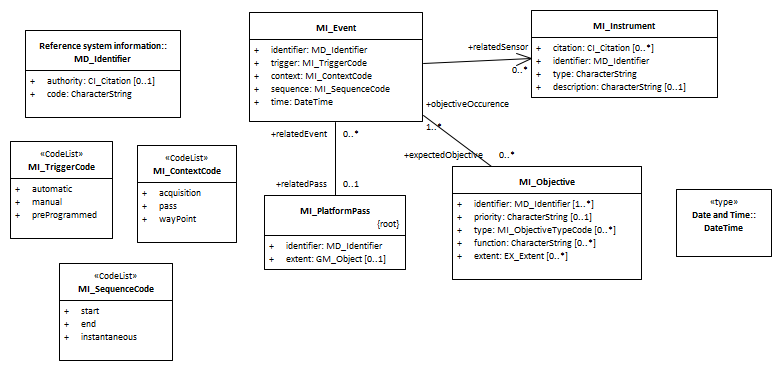 Reference system information::
MD_Identifier
+ authority: CI_Citation [0..1]
+ code: CharacterString
MI_Event
+ identifier: MD_Identifier
+ trigger: MI_TriggerCode
+ context: MI_ContextCode
+ sequence: MI_SequenceCode
+ time: DateTime
+relatedSensor
0..*
MI_Instrument
+ citation: CI_Citation [0..*]
+ identifier: MD_Identifier
+ type: CharacterString
+ description: CharacterString [0..1]
+objectiveOccurence
1..*
+relatedEvent
0..*
+expectedObjective
0..*
+relatedPass
0..1
«CodeList»
MI_TriggerCode
+ automatic
+ manual
+ preProgrammed
«CodeList»
MI_ContextCode
+ acquisition
+ pass
+ wayPoint
MI_PlatformPass
{root}
+ identifier: MD_Identifier
+ extent: GM_Object [0..1]
MI_Objective
+ identifier: MD_Identifier [1..*]
+ priority: CharacterString [0..1]
+ type: MI_ObjectiveTypeCode [0..*]
+ function: CharacterString [0..*]
+ extent: EX_Extent [0..*]
«type»
Date and Time::
DateTime
«CodeList»
MI_SequenceCode
+ start
+ end
+ instantaneous